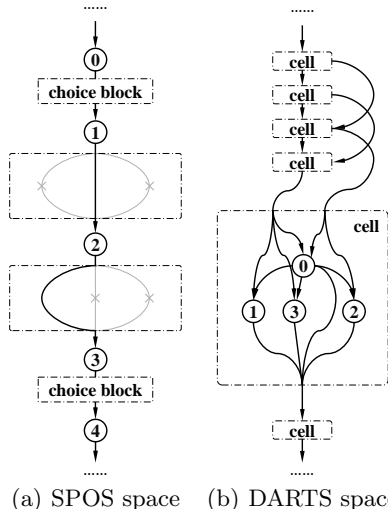 ......
0
choice block
1
2
3
choice block
4
......
(a) SPOS space
......
cell
cell
cell
cell
cell
0
1
3
2
cell
......
(b) DARTS space